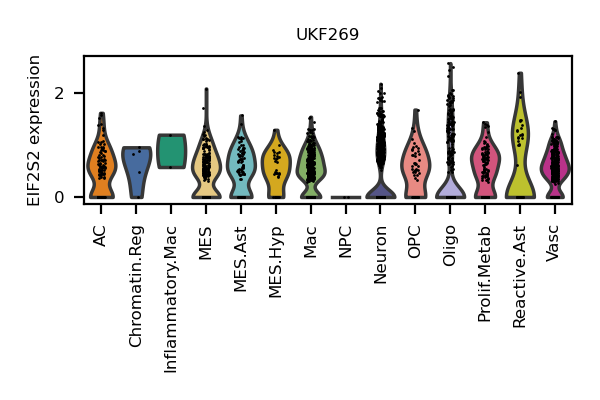 UKF269
EIF2S2 expression
2
0
AC
Chromatin.Reg
Inflammatory.Mac
MES
MES.Ast
MES.Hyp
Mac
NPC
Neuron
OPC
Oligo
Prolif.Metab
Reactive.Ast
Vasc